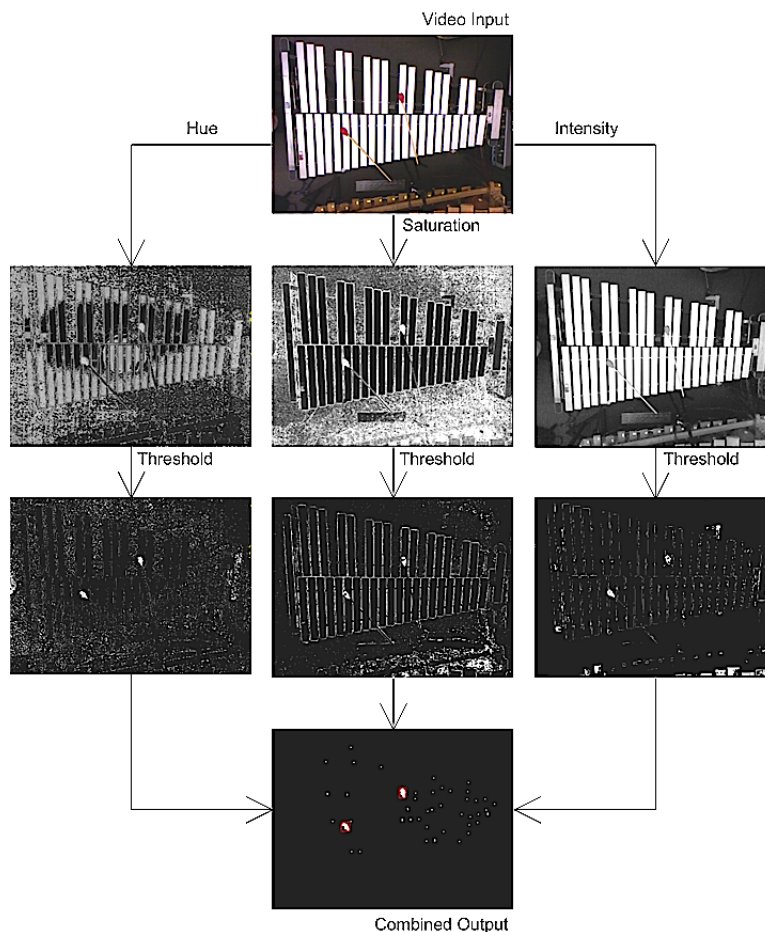 Video Input
Hue
Intensity
Saturation
Threshold
Threshold
Threshold
Combined Output